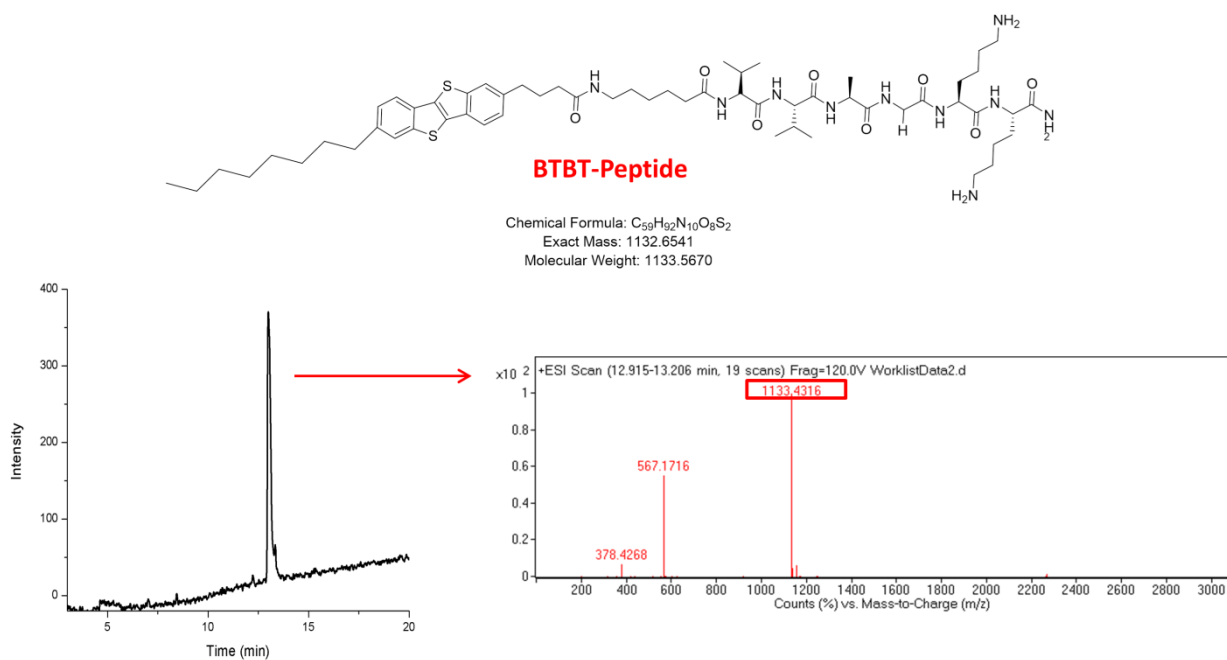 NH2
S
O
H
N
O
H
N
O
H
N
O
NH
2
S
N
H
O
N
H
O
N
H
O
N
H
H
O
BTBT-Peptide
H2N
Chemical Formula: C59H92N10O8S2
Exact Mass: 1132.6541
Molecular Weight: 1133.5670
400
300
200
100
0
Intensity
5
10
15
20
Time (min)
x10 2
+ESI Scan (12.915-13.206 min, 19 scans) Frag=120.0V WorklistData2.d
1
0.8
0.6
0.4
0.2
0
1133.4316
567.1716
378.4268
200 400 600 800 1000 1200 1400 1600 1800 2000 2200 2400 2600 2800 3000
Counts (%) vs. Mass-to-Charge (m/z)